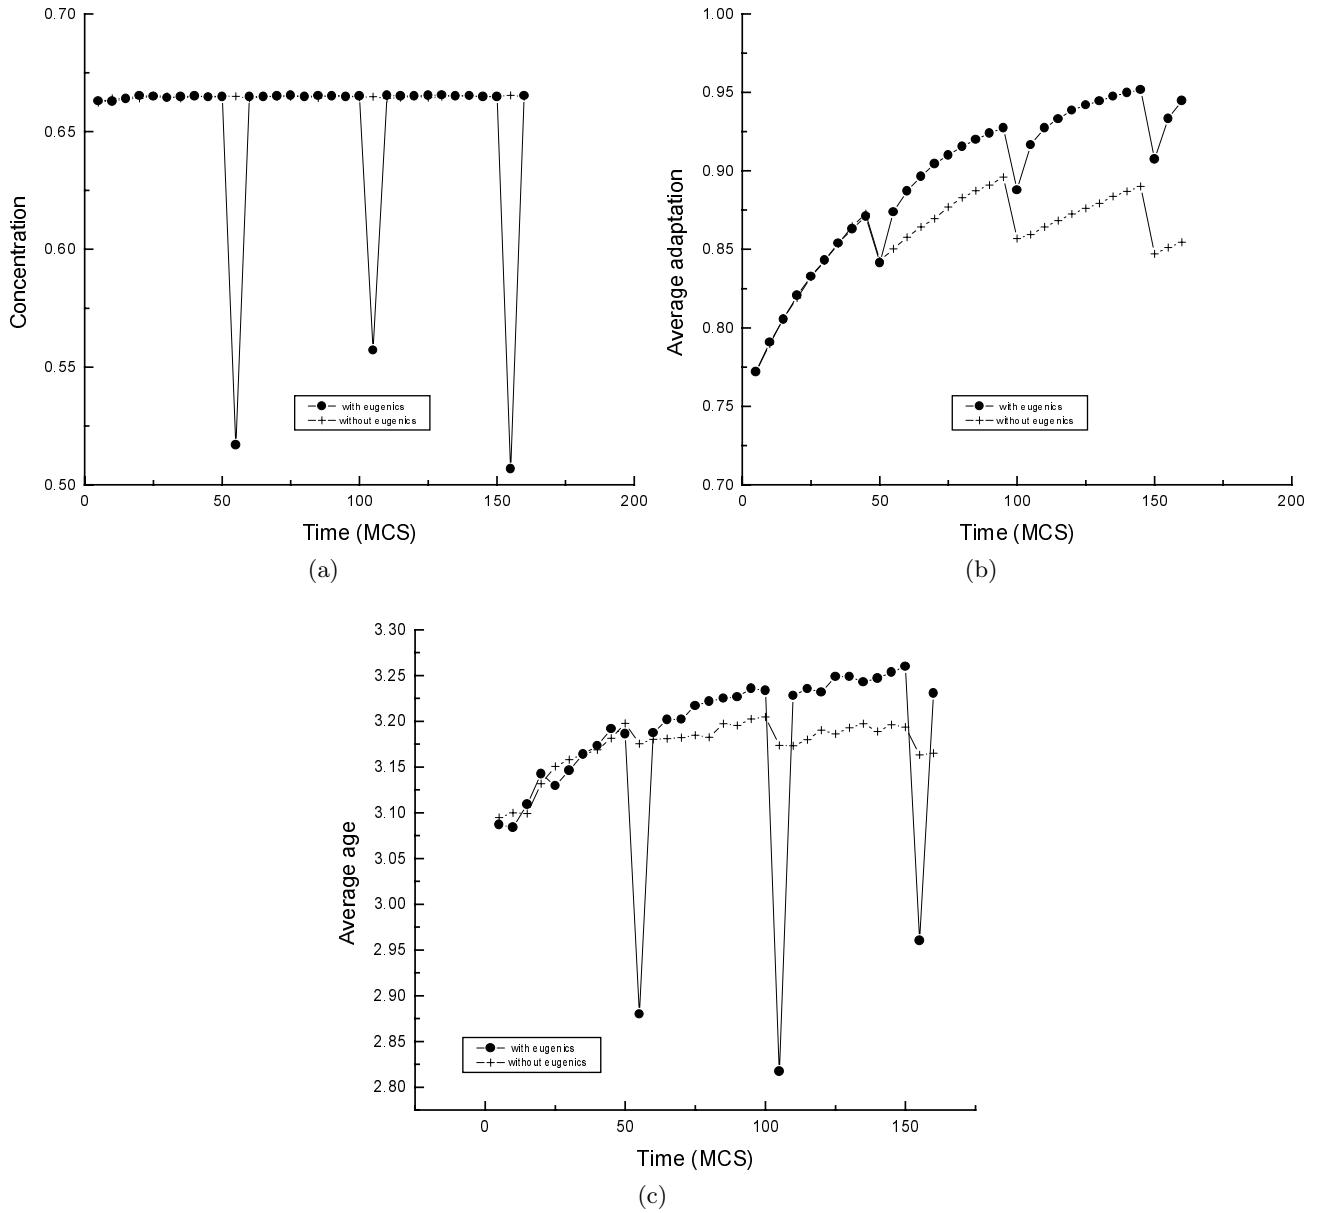 0.70
0.65
0.60
0.55
0.50
Concentration
0
50
100
150
200
Time (MCS)
with eugenics
without eugenics
(a)
1.00
0.95
0.90
0.85
0.80
0.75
0.70
Average adaptation
0
50
100
150
200
Time (MCS)
with eugenics
without eugenics
(b)
3.30
3.25
3.20
3.15
3.10
3.05
3.00
2.95
2.90
2.85
2.80
Average age
0
50
100
150
Time (MCS)
with eugenics
without eugenics
(c)